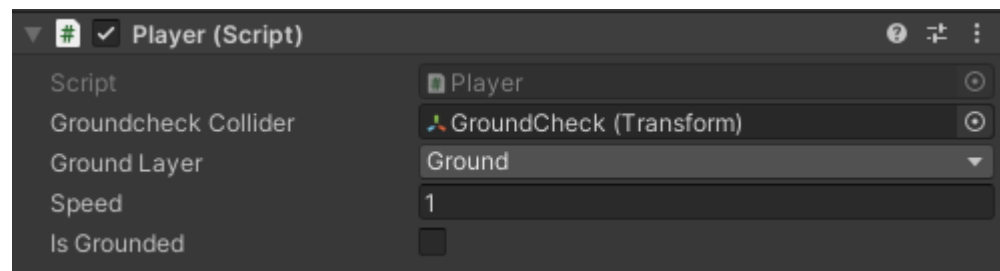 # Player (Script)
Script Player
Groundcheck Collider GroundCheck (Transform)
Ground Layer Ground
Speed 1
Is Grounded